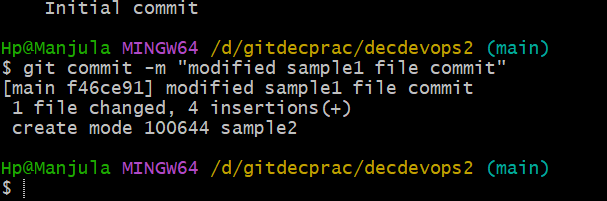 Initial commit
Hp@Manjula MINGW64 /d/gitdecprac/decdevops2 (main)
$ git commit -m "modified sample1 file commit"
[main f46ce91] modified sample1 file commit
1 file changed, 4 insertions(+)
create mode 100644 sample2
Hp@Manjula MINGW64 /d/gitdecprac/decdevops2 (main)
$